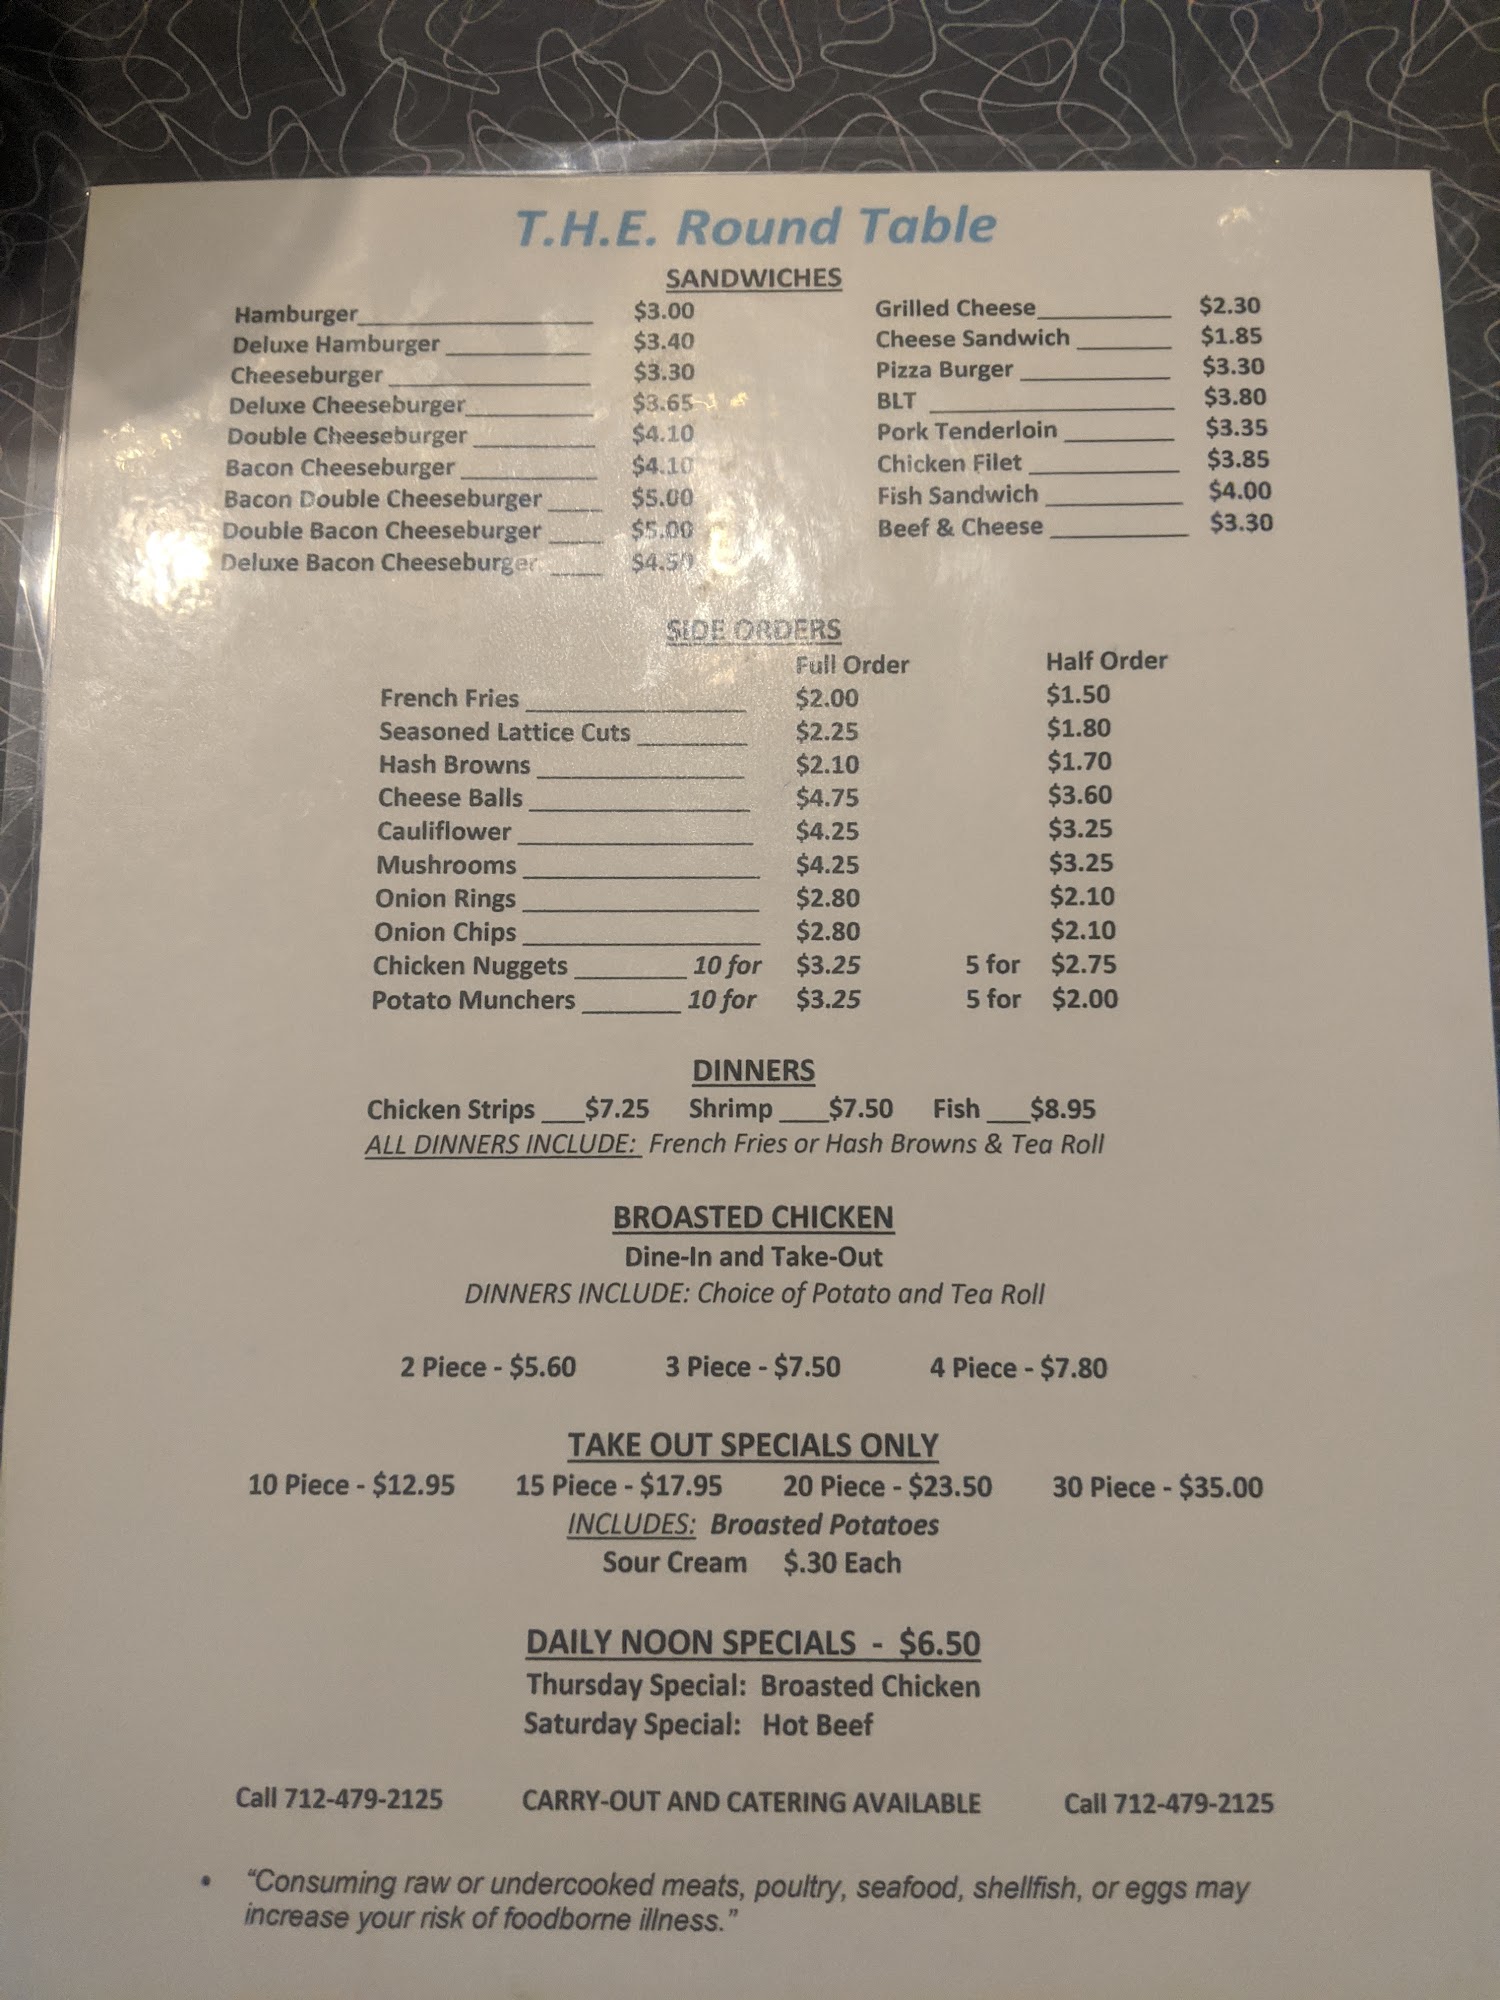 T.H.E. Round Table
SANDWICHES
Hamburger $3.00
Deluxe Hamburger $3.40
Cheeseburger $3.30
Deluxe Cheeseburger $3.65
Double Cheeseburger $4.10
Bacon Cheeseburger $4.10
Bacon Double Cheeseburger $5.00
Double Bacon Cheeseburger $5.00
Deluxe Bacon Cheeseburger $4.50
Grilled Cheese $2.30
Cheese Sandwich $1.85
Pizza Burger $3.30
BLT $3.80
Pork Tenderloin $3.35
Chicken Filet $3.85
Fish Sandwich $4.00
Beef & Cheese $3.30
SIDE ORDERS
Full Order Half Order
French Fries $2.00 $1.50
Seasoned Lattice Cuts $2.25 $1.80
Hash Browns $2.10 $1.70
Cheese Balls $4.75 $3.60
Cauliflower $4.25 $3.25
Mushrooms $4.25 $3.25
Onion Rings $2.80 $2.10
Onion Chips $2.80 $2.10
Chicken Nuggets 10 for $3.25 5 for $2.75
Potato Munchers 10 for $3.25 5 for $2.00
DINNERS
Chicken Strips $7.25 Shrimp $7.50 Fish $8.95
ALL DINNERS INCLUDE: French Fries or Hash Browns & Tea Roll
BROASTED CHICKEN
Dine-In and Take-Out
DINNERS INCLUDE: Choice of Potato and Tea Roll
2 Piece - $5.60 3 Piece - $7.50 4 Piece - $7.80
TAKE OUT SPECIALS ONLY
10 Piece - $12.95 15 Piece - $17.95 20 Piece - $23.50 30 Piece - $35.00
INCLUDES: Broasted Potatoes
Sour Cream $.30 Each
DAILY NOON SPECIALS - $6.50
Thursday Special: Broasted Chicken
Saturday Special: Hot Beef
Call 712-479-2125 CARRY-OUT AND CATERING AVAILABLE Call 712-479-2125
• "Consuming raw or undercooked meats, poultry, seafood, shellfish, or eggs may
increase your risk of foodborne illness."